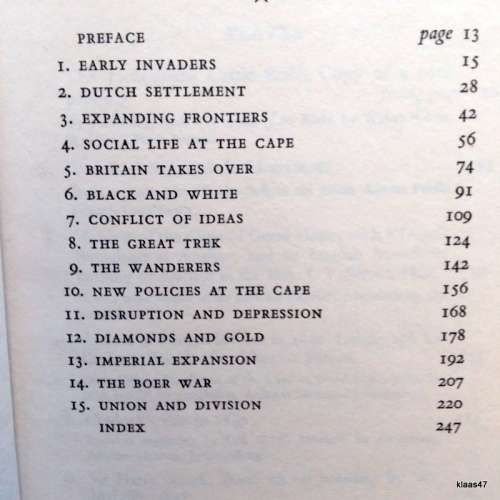 PREFACE page 13
1. EARLY INVADERS 15
2. DUTCH SETTLEMENT 28
3. EXPANDING FRONTIERS 42
4. SOCIAL LIFE AT THE CAPE 56
5. BRITAIN TAKES OVER 74
6. BLACK AND WHITE 91
7. CONFLICT OF IDEAS 109
8. THE GREAT TREK 124
9. THE WANDERERS 142
10. NEW POLICIES AT THE CAPE 156
11. DISRUPTION AND DEPRESSION 168
12. DIAMONDS AND GOLD 178
13. IMPERIAL EXPANSION 192
14. THE BOER WAR 207
15. UNION AND DIVISION 220
INDEX 247
klaas47